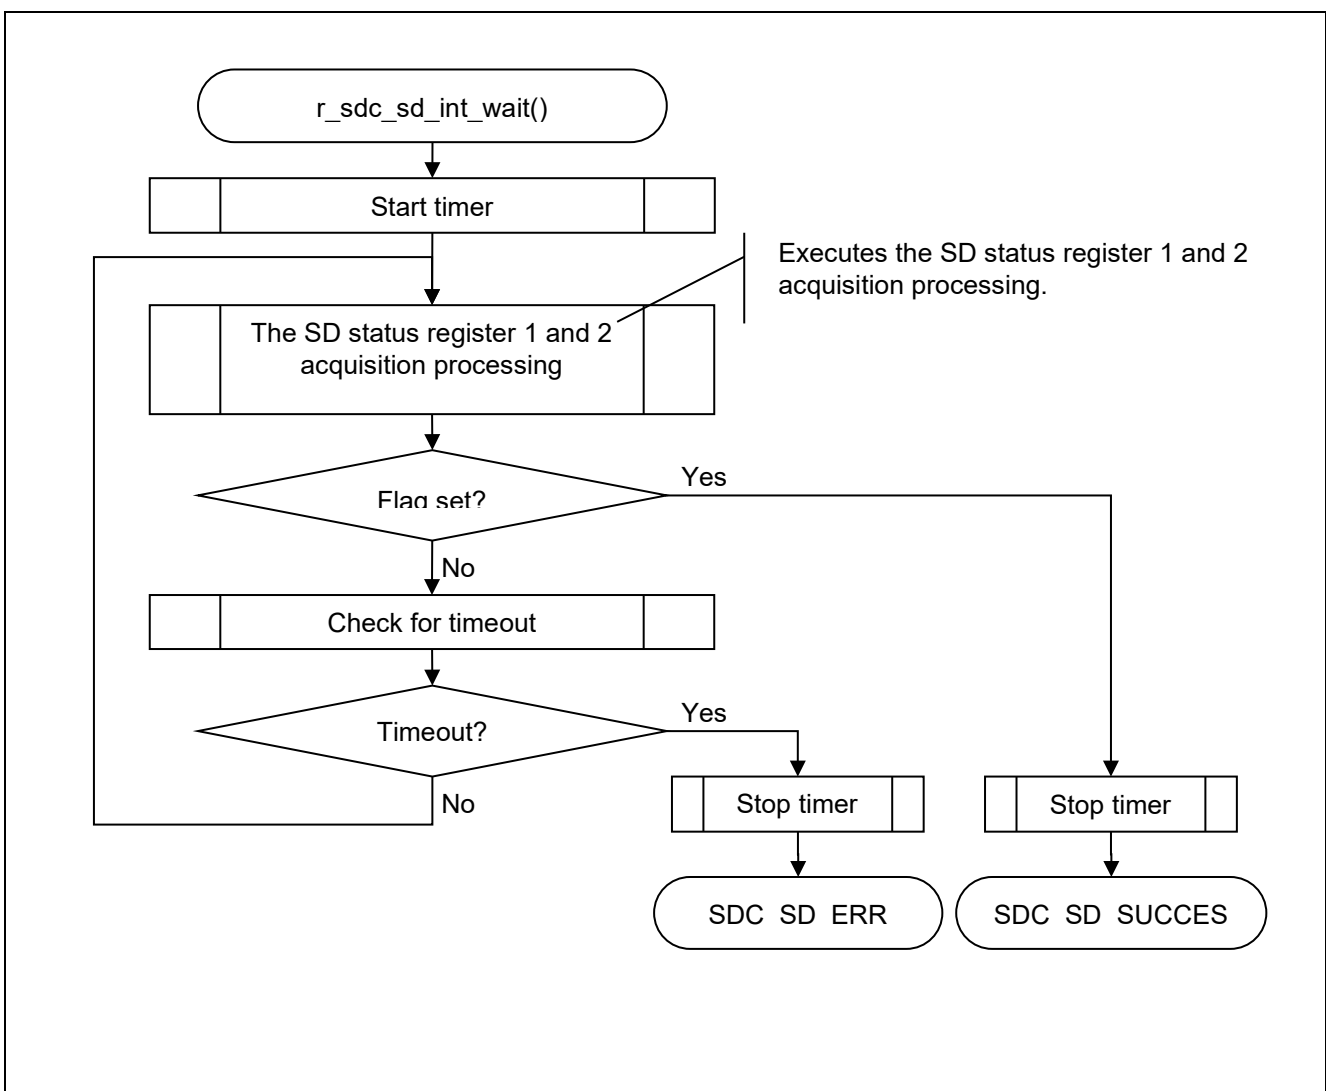 r_sdc_sd_int_wait()
Start timer
Executes the SD status register 1 and 2
acquisition processing.
The SD status register 1 and 2
acquisition processing
Flag set?
Yes
No
Check for timeout
Timeout?
Yes
No
Stop timer
Stop timer
SDC_SD_ERR
SDC_SD_SUCCES